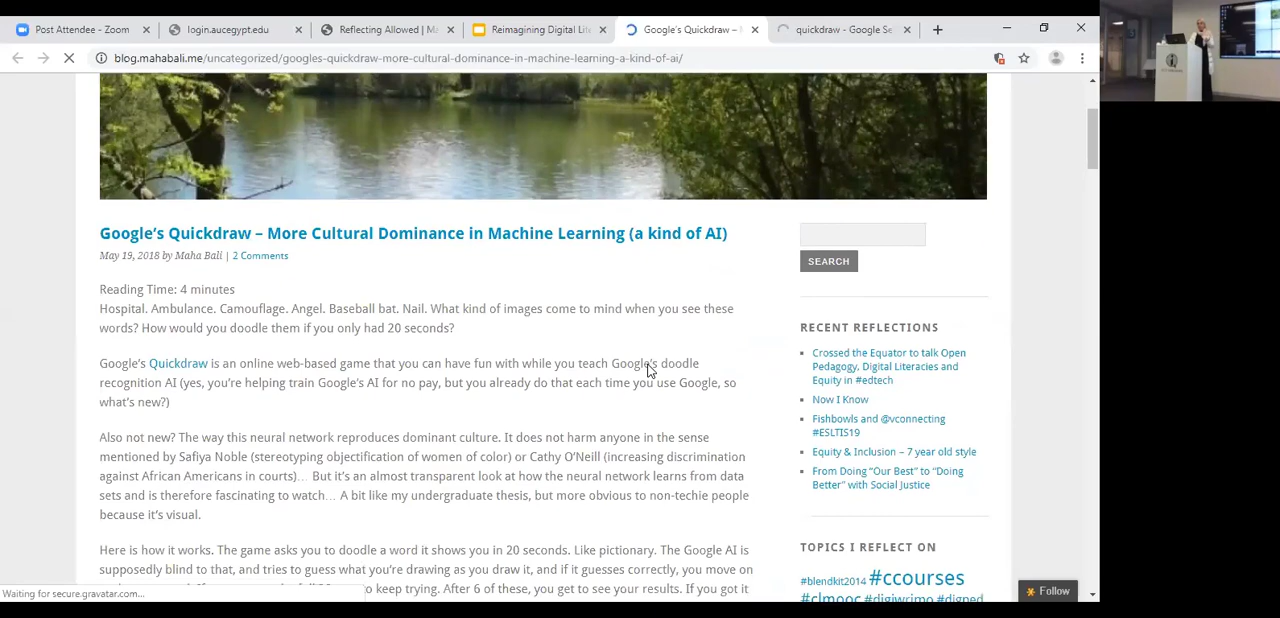 Post Attendee - Zoom
login.aucegypt.edu
Reflecting Allowed | Ma
Reimagining Digital Lite
Google's Quickdraw –
quickdraw - Google Se
blog.mahabali.me/uncategorized/googles-quickdraw-more-cultural-dominance-in-machine-learning-a-kind-of-ai/
Google's Quickdraw – More Cultural Dominance in Machine Learning (a kind of AI)
May 19, 2018 by Maha Bali | 2 Comments
Reading Time: 4 minutes
Hospital. Ambulance. Camouflage. Angel. Baseball bat. Nail. What kind of images come to mind when you see these
words? How would you doodle them if you only had 20 seconds?
Google's Quickdraw is an online web-based game that you can have fun with while you teach Google's doodle
recognition AI (yes, you're helping train Google's AI for no pay, but you already do that each time you use Google, so
what's new?)
Also not new? The way this neural network reproduces dominant culture. It does not harm anyone in the sense
mentioned by Safiya Noble (stereotyping objectification of women of color) or Cathy O'Neill (increasing discrimination
against African Americans in courts)… But it's an almost transparent look at how the neural network learns from data
sets and is therefore fascinating to watch… A bit like my undergraduate thesis, but more obvious to non-techie people
because it's visual.
Here is how it works. The game asks you to doodle a word it shows you in 20 seconds. Like pictionary. The Google AI is
supposedly blind to that, and tries to guess what you're drawing as you draw it, and if it guesses correctly, you move on
to keep trying. After 6 of these, you get to see your results. If you got it
Waiting for secure.gravatar.com...
SEARCH
RECENT REFLECTIONS
Crossed the Equator to talk Open
Pedagogy, Digital Literacies and
Equity in #edtech
Now I Know
Fishbowls and @vconnecting
#ESLTIS19
Equity & Inclusion – 7 year old style
From Doing "Our Best" to "Doing
Better" with Social Justice
TOPICS I REFLECT ON
#blendkit2014 #ccourses
#clmooc #digiwrimo #digped
Follow